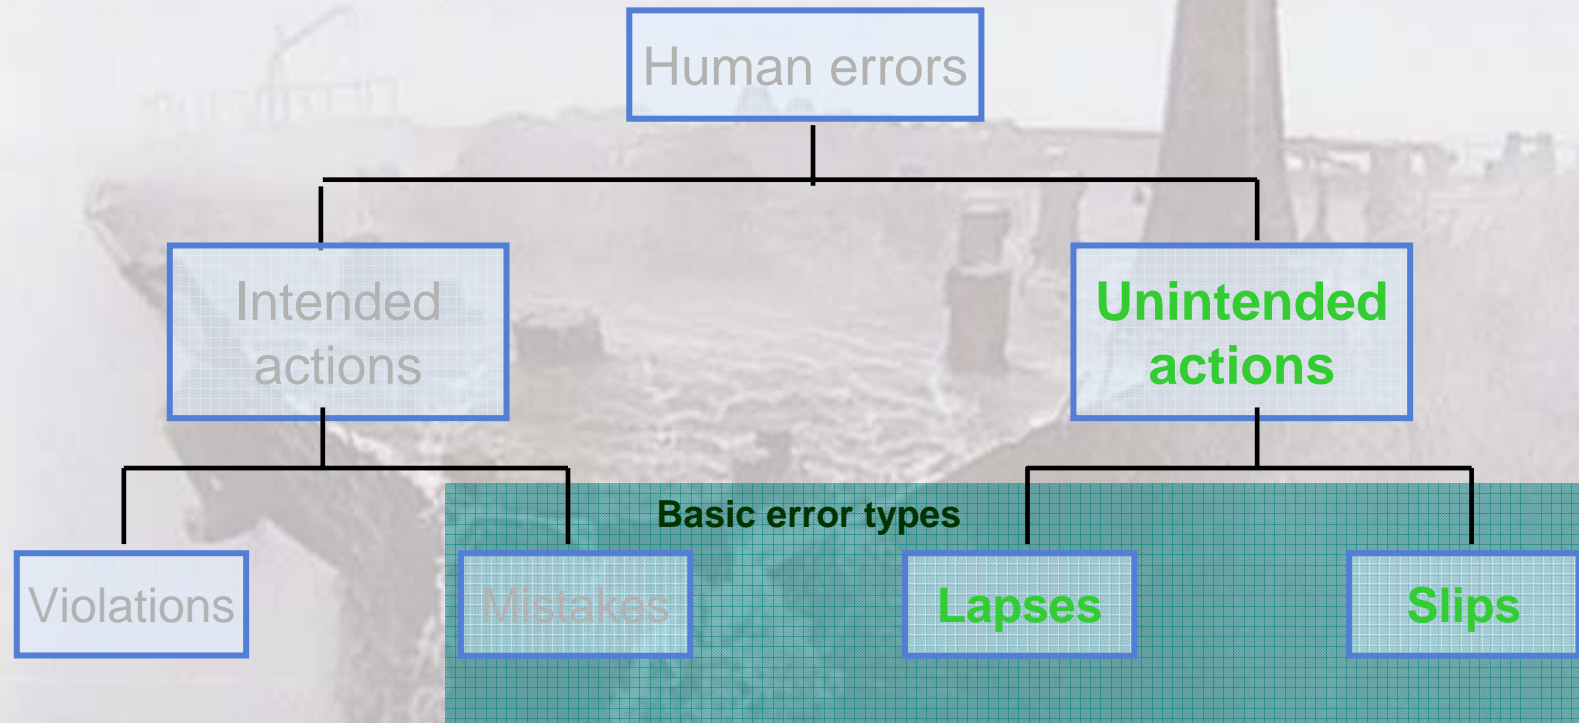 Human errors
Intended
actions
Unintended
actions
Basic error types
Violations
Mistakes
Lapses
Slips